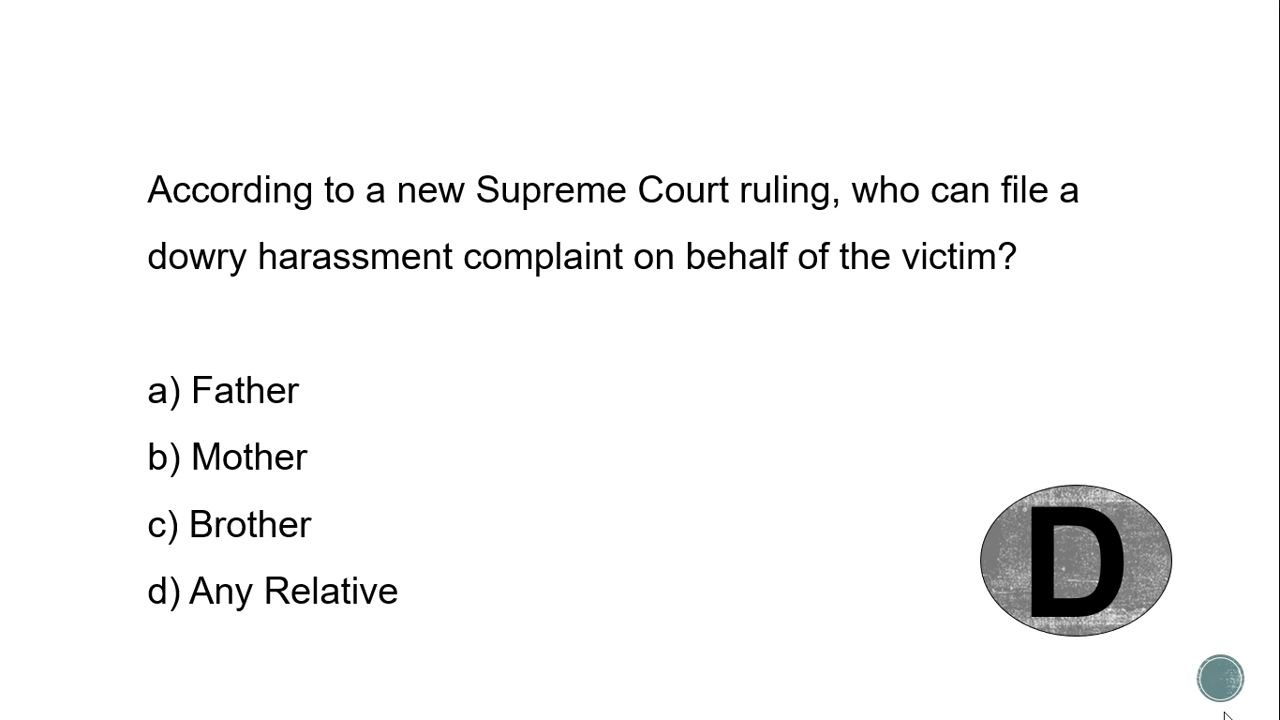 According to a new Supreme Court ruling, who can file a
dowry harassment complaint on behalf of the victim?
a) Father
b) Mother
c) Brother
d) Any Relative
D